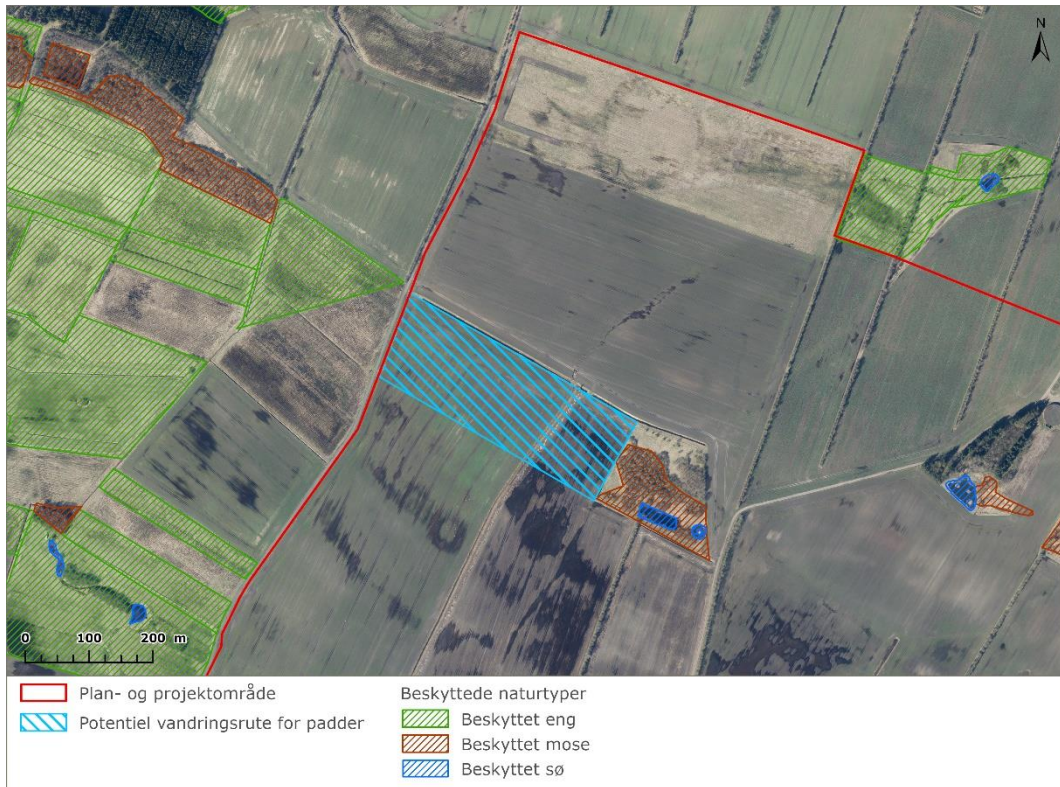 N
0 100 200 m
Plan- og projektområde
Potentiel vandringsrute for padder
Beskyttede naturtyper
Beskyttet eng
Beskyttet mose
Beskyttet sø